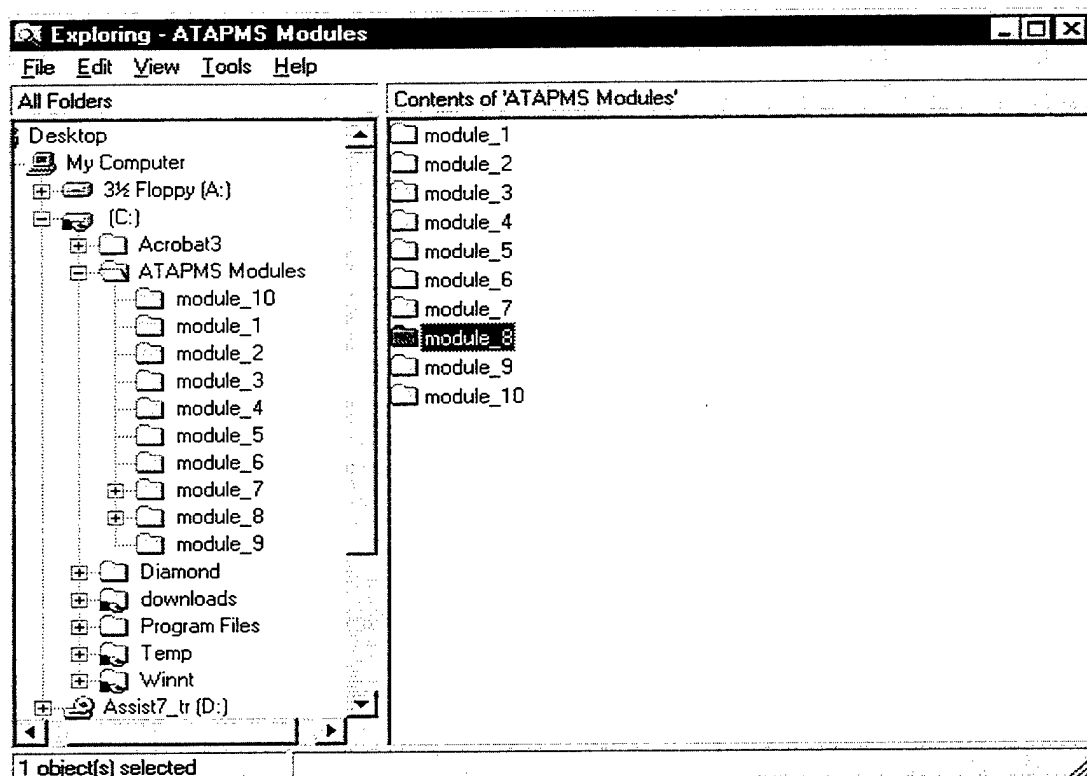 Exploring - ATAPMS Modules
File Edit View Tools Help
All Folders
Contents of 'ATAPMS Modules'
Desktop
My Computer
3½ Floppy (A:)
(C:)
Acrobat3
ATAPMS Modules
module_10
module_1
module_2
module_3
module_4
module_5
module_6
module_7
module_8
module_9
Diamond
downloads
Program Files
Temp
Winnt
Assist7_tr (D:)
module_1
module_2
module_3
module_4
module_5
module_6
module_7
module_8
module_9
module_10
1 object(s) selected